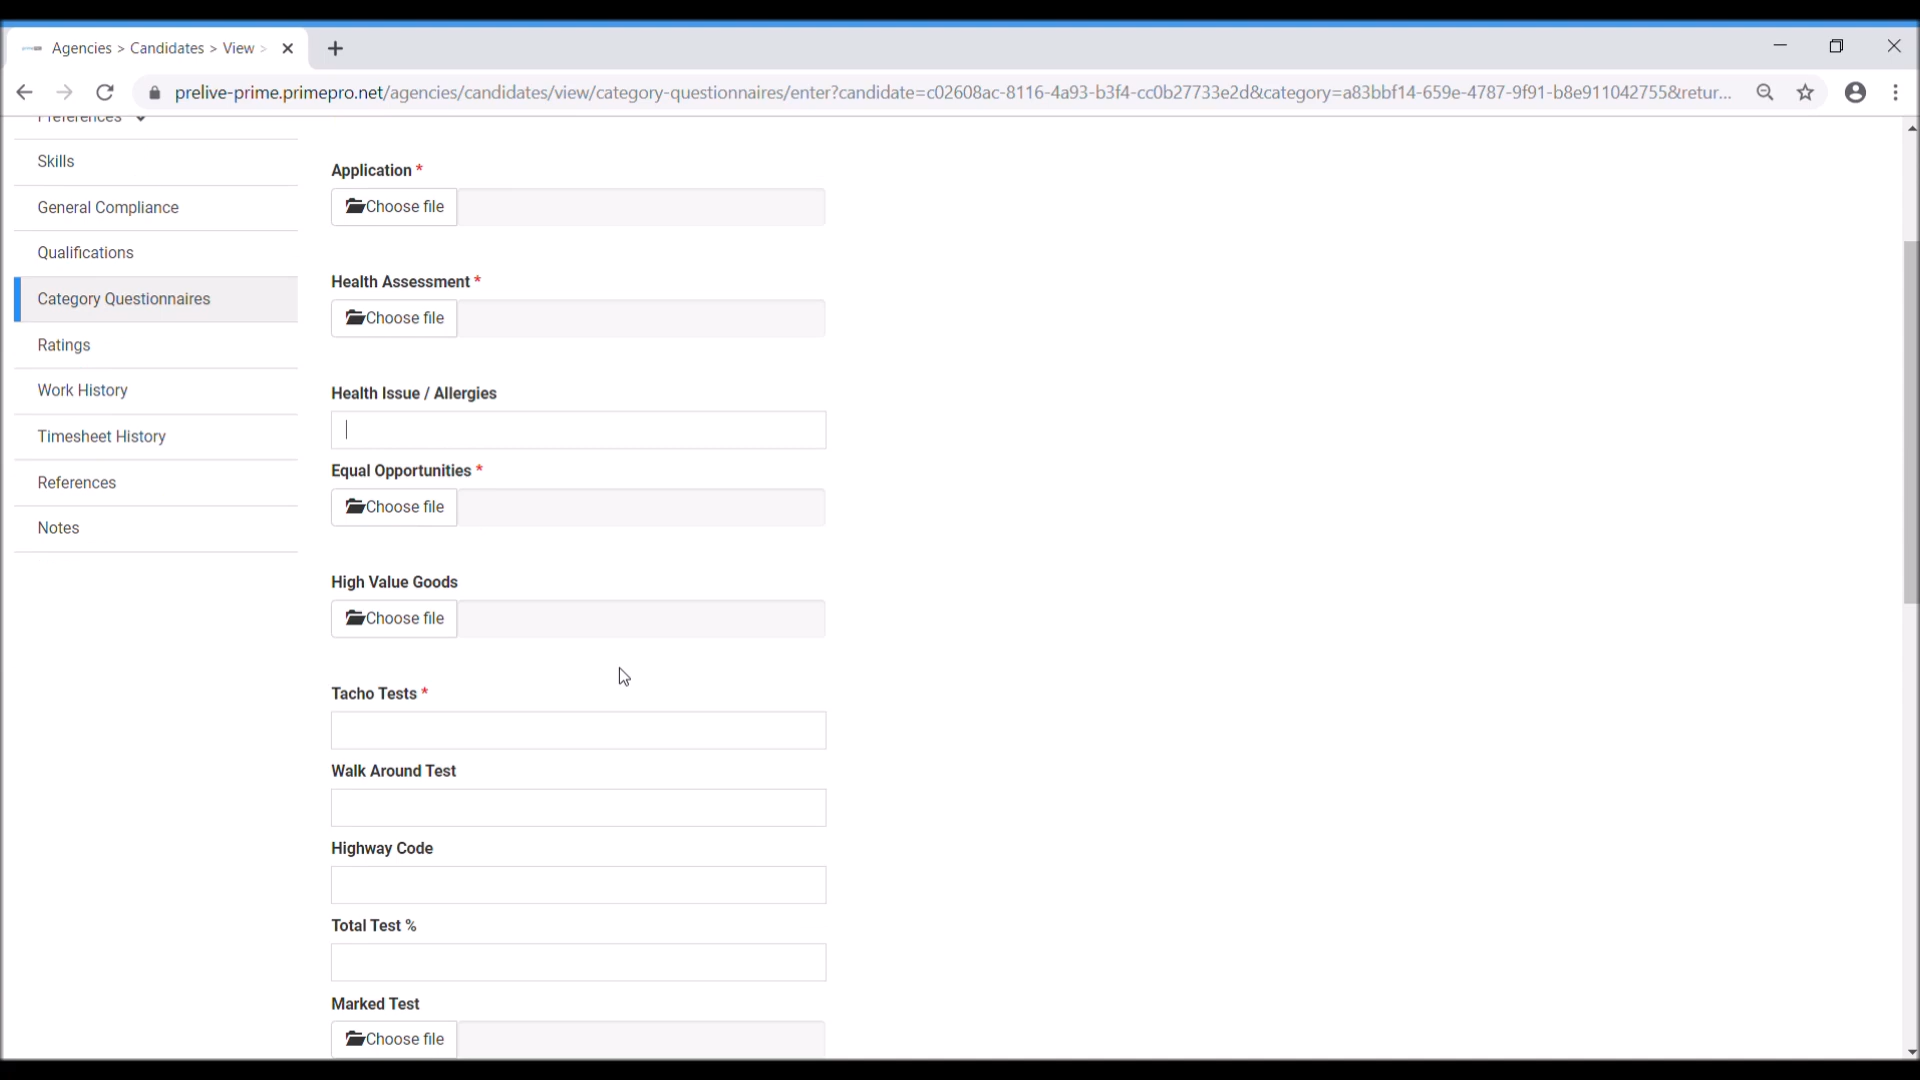 Agencies > Candidates > View >
prelive-prime.primepro.net/agencies/candidates/view/category-questionnaires/enter?candidate=c02608ac-8116-4a93-b3f4-cc0b27733e2d&category=a83bbf14-659e-4787-9f91-b8e911042755&retur...
Preferences
Skills
General Compliance
Qualifications
Category Questionnaires
Ratings
Work History
Timesheet History
References
Notes
Application *
Choose file
Health Assessment *
Choose file
Health Issue / Allergies
Equal Opportunities *
Choose file
High Value Goods
Choose file
Tacho Tests *
Walk Around Test
Highway Code
Total Test %
Marked Test
Choose file